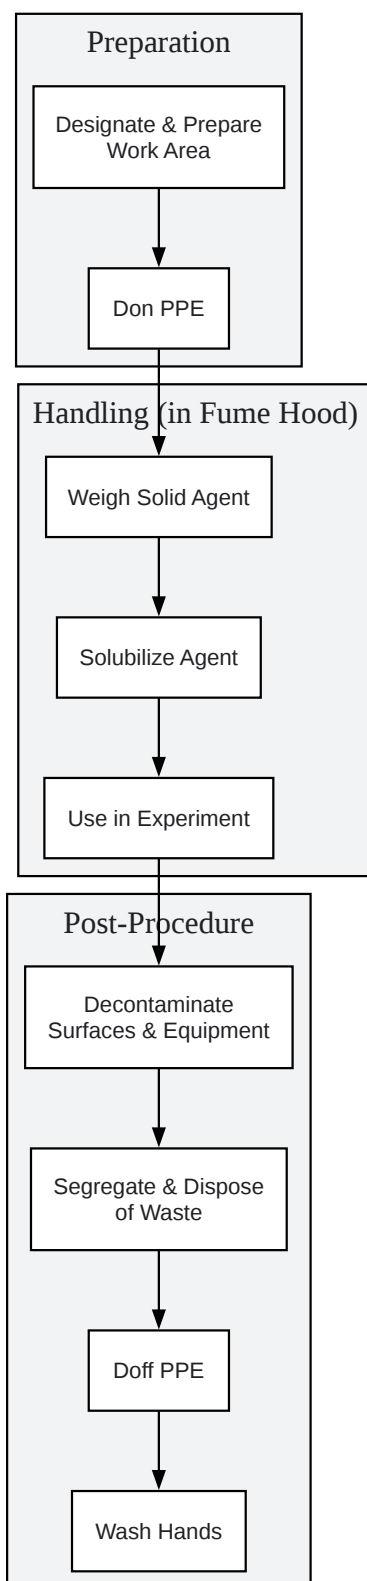 Preparation
Designate & Prepare
Work Area
Don PPE
Handling (in Fume Hood)
Weigh Solid Agent
Solubilize Agent
Use in Experiment
Post-Procedure
Decontaminate
Surfaces & Equipment
Segregate & Dispose
of Waste
Doff PPE
Wash Hands